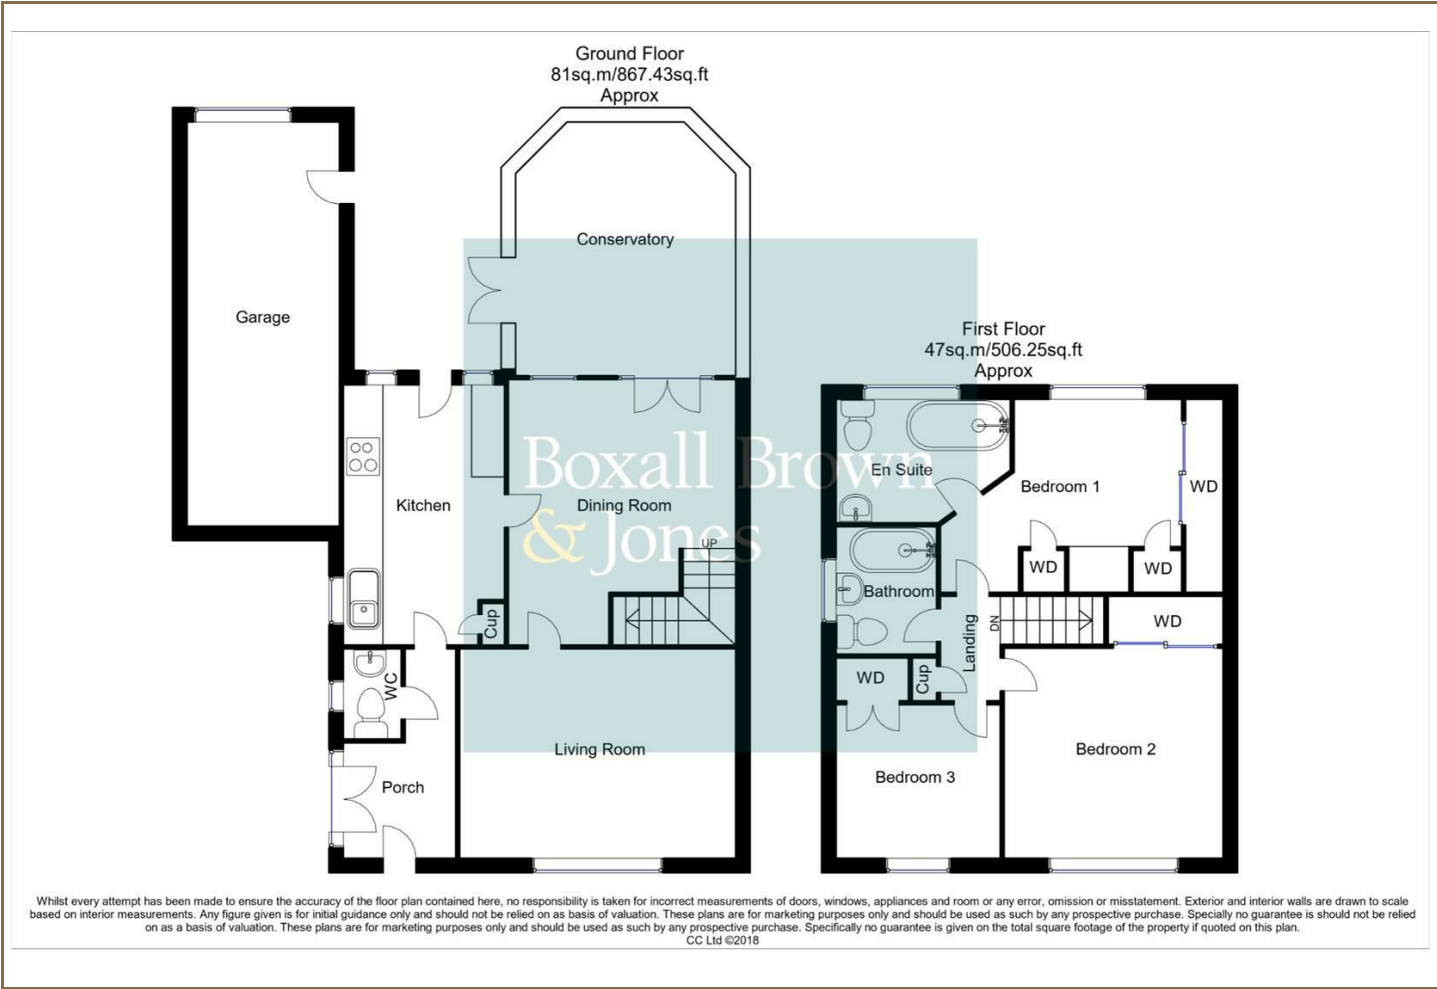 Ground Floor
81sq.m/867.43sq.ft
Approx
Conservatory
Garage
First Floor
47sq.m/506.25sq.ft
Approx
Boxall Brown
& Jones
En Suite
Bedroom 1
WD
Kitchen
Dining Room
UP
WD
WD
Bathroom
Cup
DN
Landing
WD
WC
WD
Cup
Living Room
Bedroom 2
Porch
Bedroom 3
Whilst every attempt has been made to ensure the accuracy of the floor plan contained here, no responsibility is taken for incorrect measurements of doors, windows, appliances and room or any error, omission or misstatement. Exterior and interior walls are drawn to scale
based on interior measurements. Any figure given is for initial guidance only and should not be relied on as basis of valuation. These plans are for marketing purposes only and should be used as such by any prospective purchase. Specially no guarantee is should not be relied
on as a basis of valuation. These plans are for marketing purposes only and should be used as such by any prospective purchase. Specifically no guarantee is given on the total square footage of the property if quoted on this plan.
CC Ltd ©2018